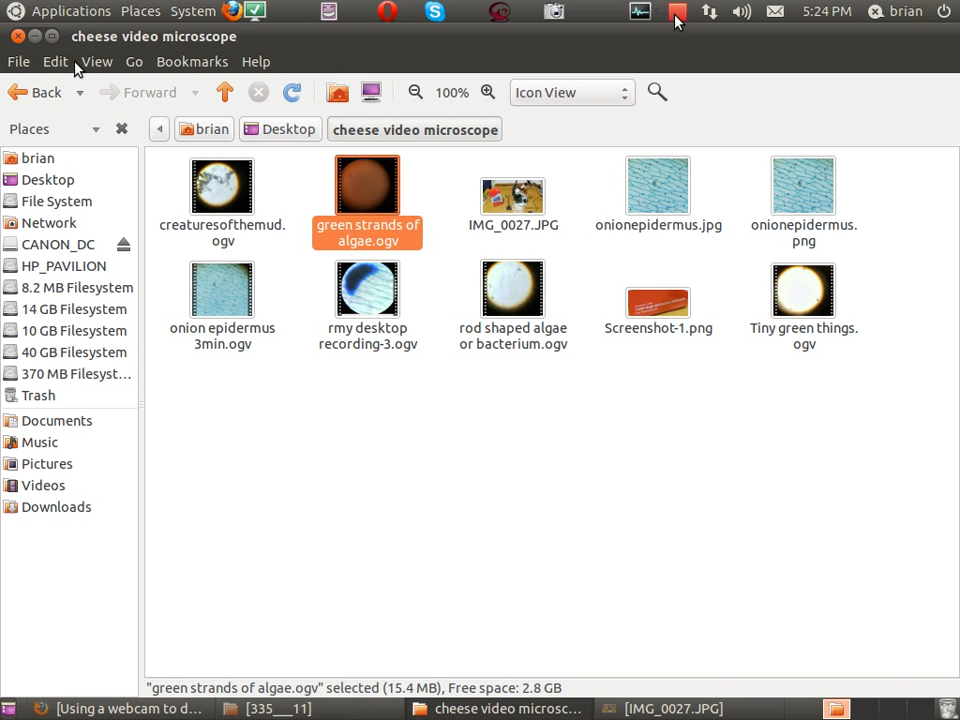 Applications Places System 5:24 PM brian
cheese video microscope
File Edit View Go Bookmarks Help
Back Forward 100% Icon View
Places brian Desktop cheese video microscope
brian
Desktop
File System
Network
CANON_DC
HP_PAVILION
8.2 MB Filesystem
14 GB Filesystem
10 GB Filesystem
40 GB Filesystem
370 MB Filesyst...
Trash
Documents
Music
Pictures
Videos
Downloads
creaturesofthemud.
ogv
green strands of
algae.ogv
IMG_0027.JPG
onionepidermus.jpg
onionepidermus.
png
onion epidermus
3min.ogv
rmy desktop
recording-3.ogv
rod shaped algae
or bacterium.ogv
Screenshot-1.png
Tiny green things.
ogv
"green strands of algae.ogv" selected (15.4 MB), Free space: 2.8 GB
[Using a webcam to d... [335___11] cheese video microsc... [IMG_0027.JPG]